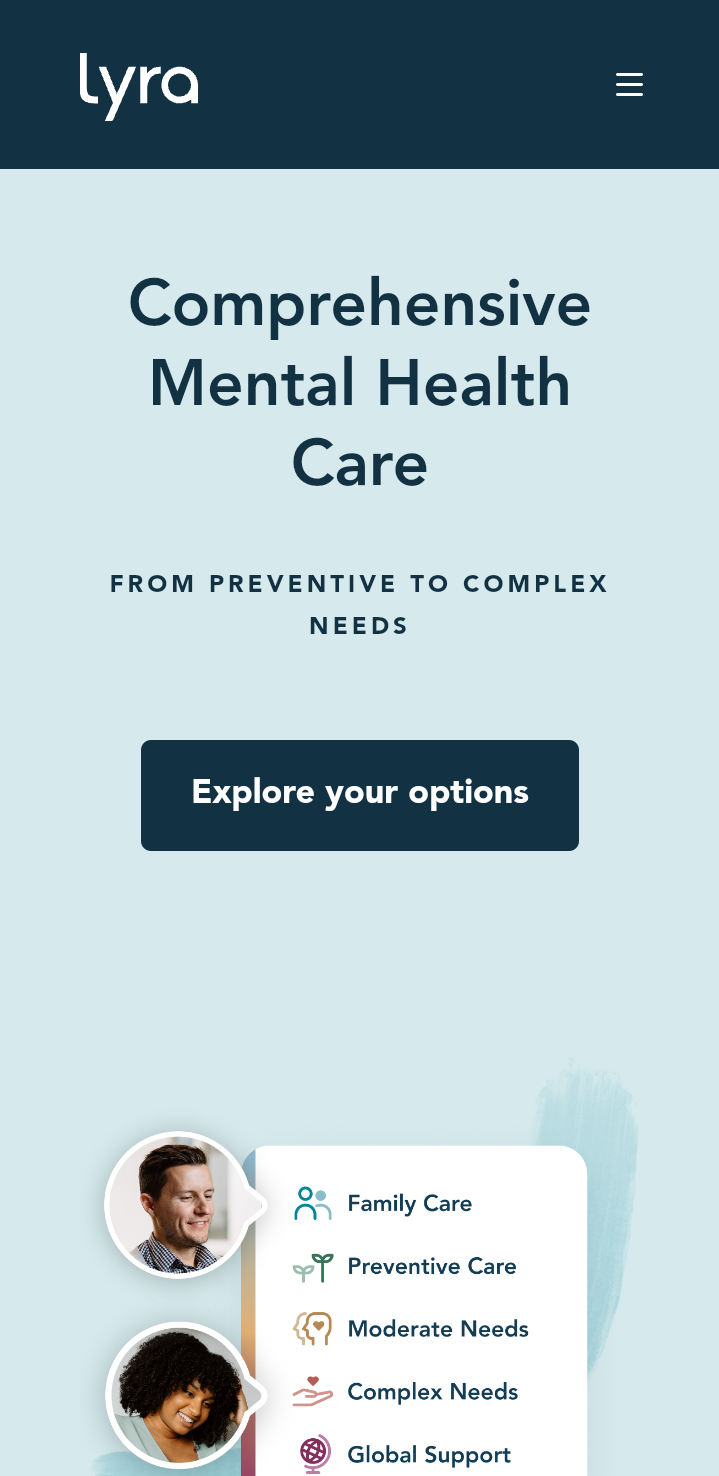 lyra
Comprehensive
Mental Health
Care
FROM PREVENTIVE TO COMPLEX
NEEDS
Explore your options
Family Care
Preventive Care
Moderate Needs
Complex Needs
Global Support